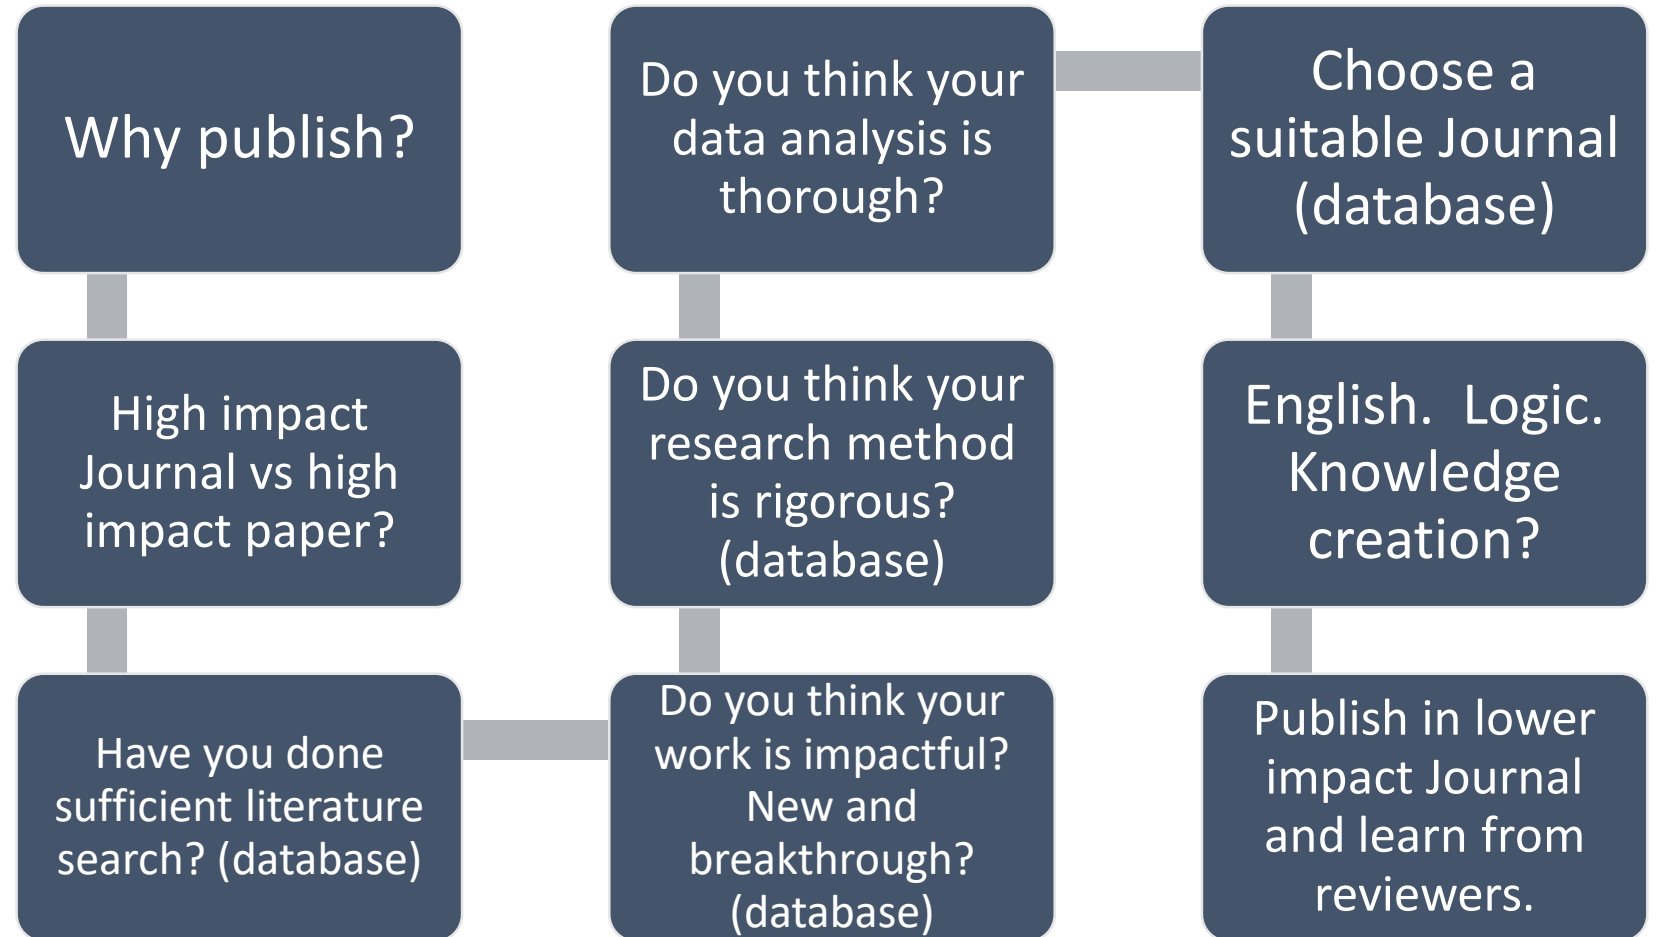 Why publish?
High impact
Journal vs high
impact paper?
Have you done
sufficient literature
search? (database)
Do you think your
work is impactful?
New and
breakthrough?
(database)
Do you think your
research method
is rigorous?
(database)
Do you think your
data analysis is
thorough?
Choose a
suitable Journal
(database)
English.  Logic.
Knowledge
creation?
Publish in lower
impact Journal
and learn from
reviewers.